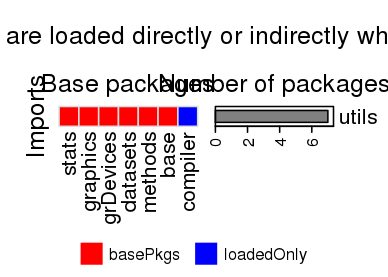 are loaded directly or indirectly wh
Base packages
Number of packages
Imports
utils
0
2
4
6
stats
graphics
grDevices
datasets
methods
base
compiler
basePkgs
loadedOnly